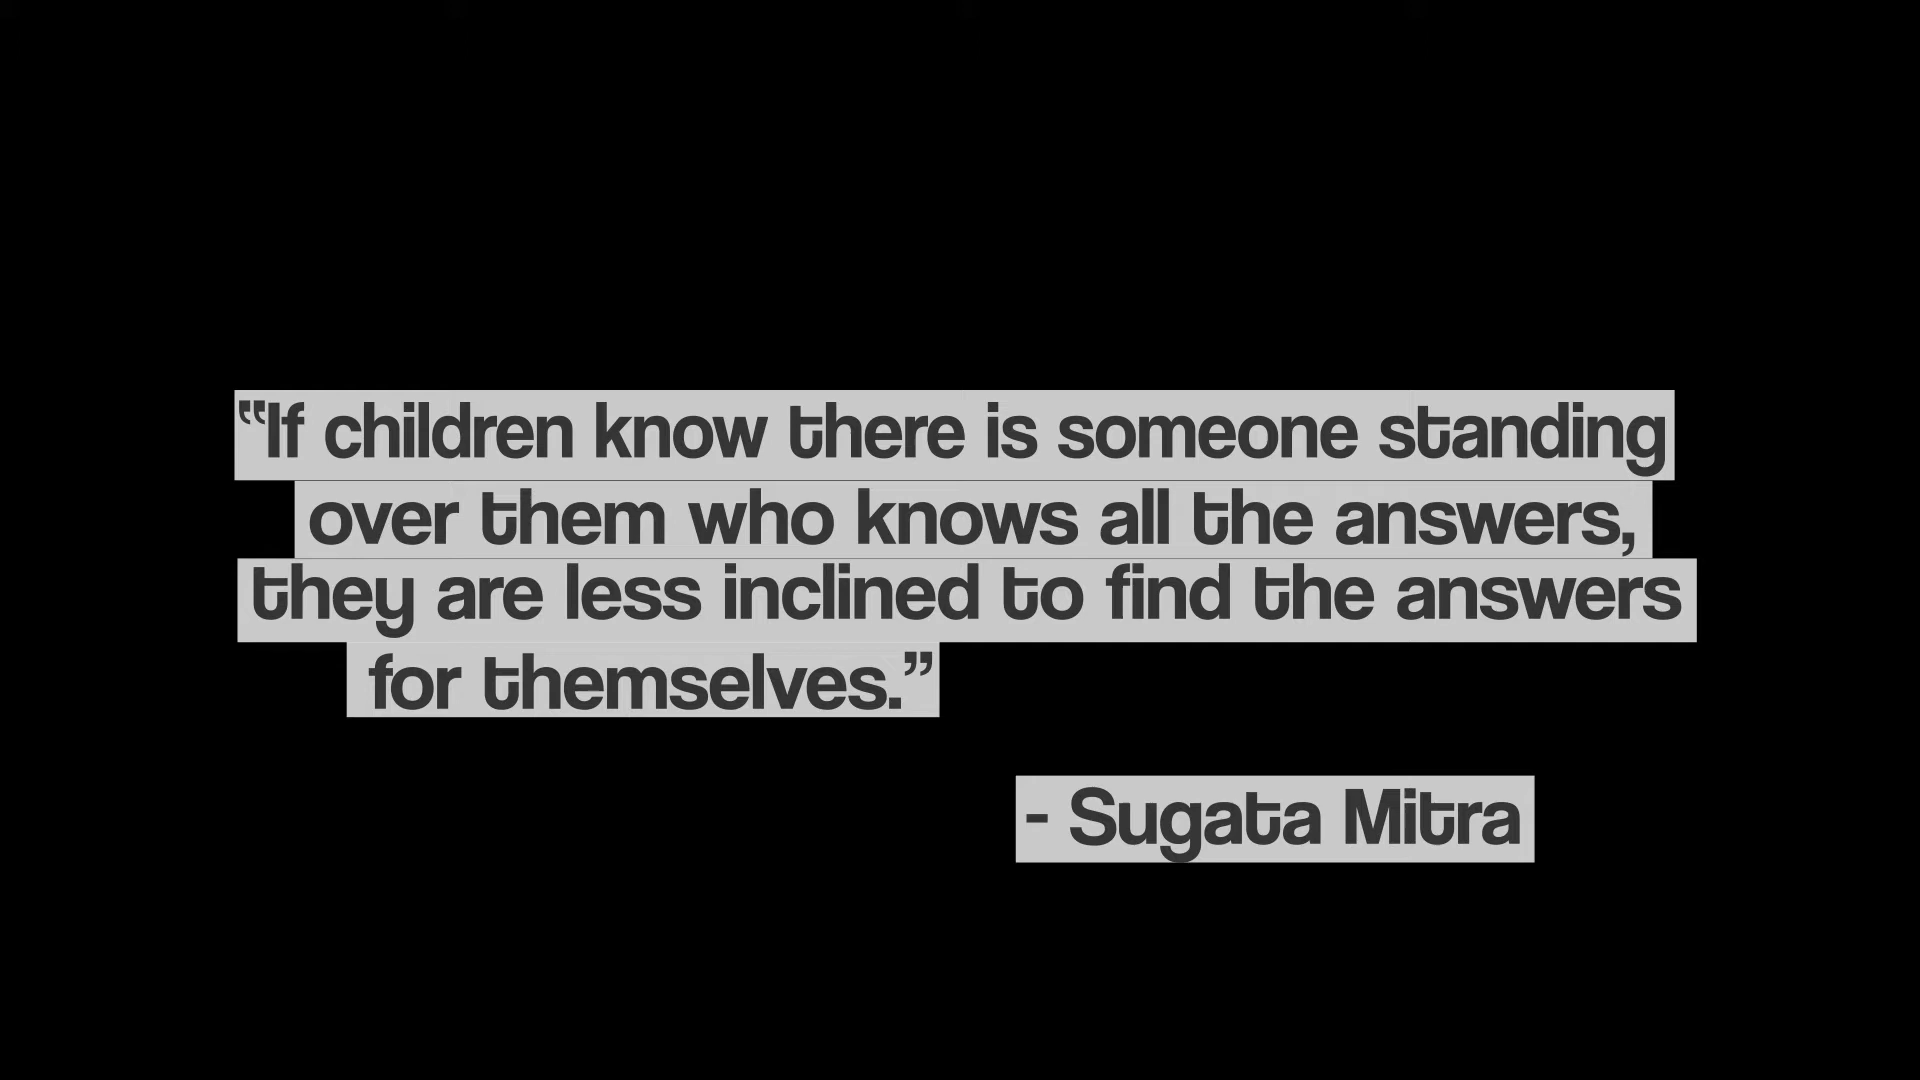 “If children know there is someone standing
over them who knows all the answers,
they are less inclined to find the answers
for themselves.”
- Sugata Mitra